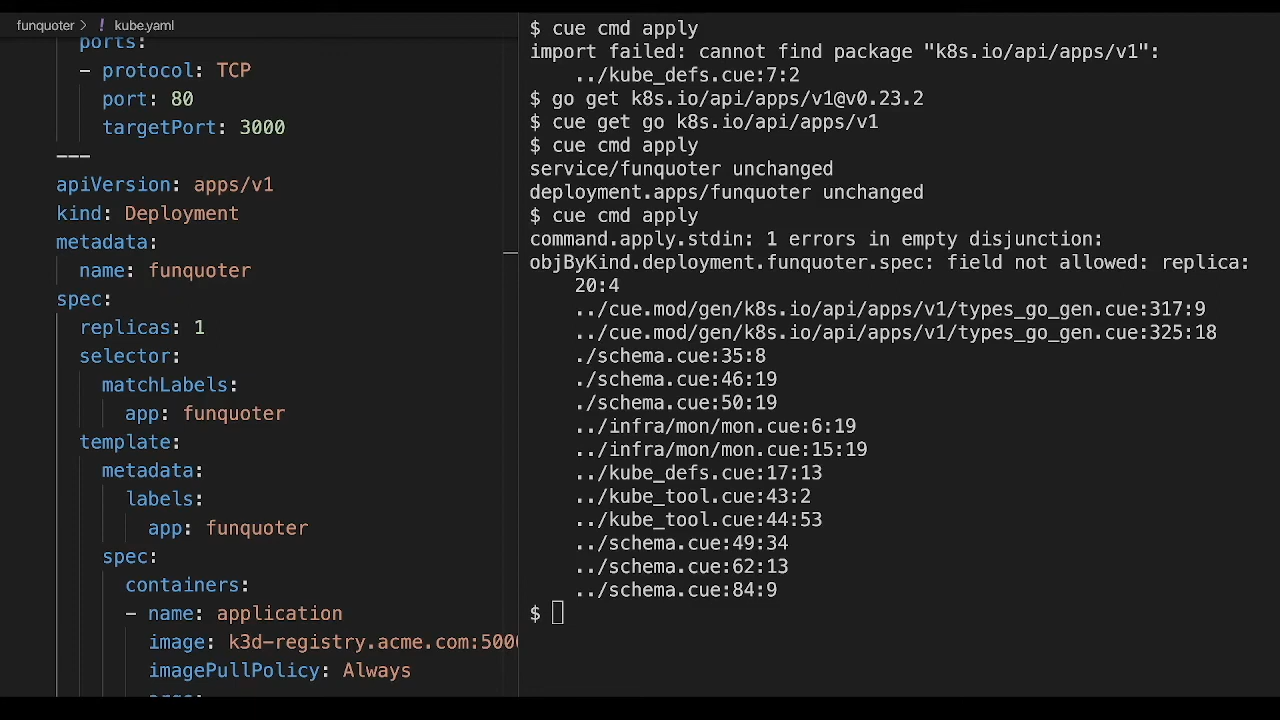 funquoter > ! kube.yaml
ports:
- protocol: TCP
port: 80
targetPort: 3000
---
apiVersion: apps/v1
kind: Deployment
metadata:
name: funquoter
spec:
replicas: 1
selector:
matchLabels:
app: funquoter
template:
metadata:
labels:
app: funquoter
spec:
containers:
- name: application
image: k3d-registry.acme.com:5000
imagePullPolicy: Always
$ cue cmd apply
import failed: cannot find package "k8s.io/api/apps/v1":
../kube_defs.cue:7:2
$ go get k8s.io/api/apps/v1@v0.23.2
$ cue get go k8s.io/api/apps/v1
$ cue cmd apply
service/funquoter unchanged
deployment.apps/funquoter unchanged
$ cue cmd apply
command.apply.stdin: 1 errors in empty disjunction:
objByKind.deployment.funquoter.spec: field not allowed: replica:
20:4
../cue.mod/gen/k8s.io/api/apps/v1/types_go_gen.cue:317:9
../cue.mod/gen/k8s.io/api/apps/v1/types_go_gen.cue:325:18
./schema.cue:35:8
./schema.cue:46:19
./schema.cue:50:19
../infra/mon/mon.cue:6:19
../infra/mon/mon.cue:15:19
../kube_defs.cue:17:13
../kube_tool.cue:43:2
../kube_tool.cue:44:53
../schema.cue:49:34
../schema.cue:62:13
../schema.cue:84:9
$